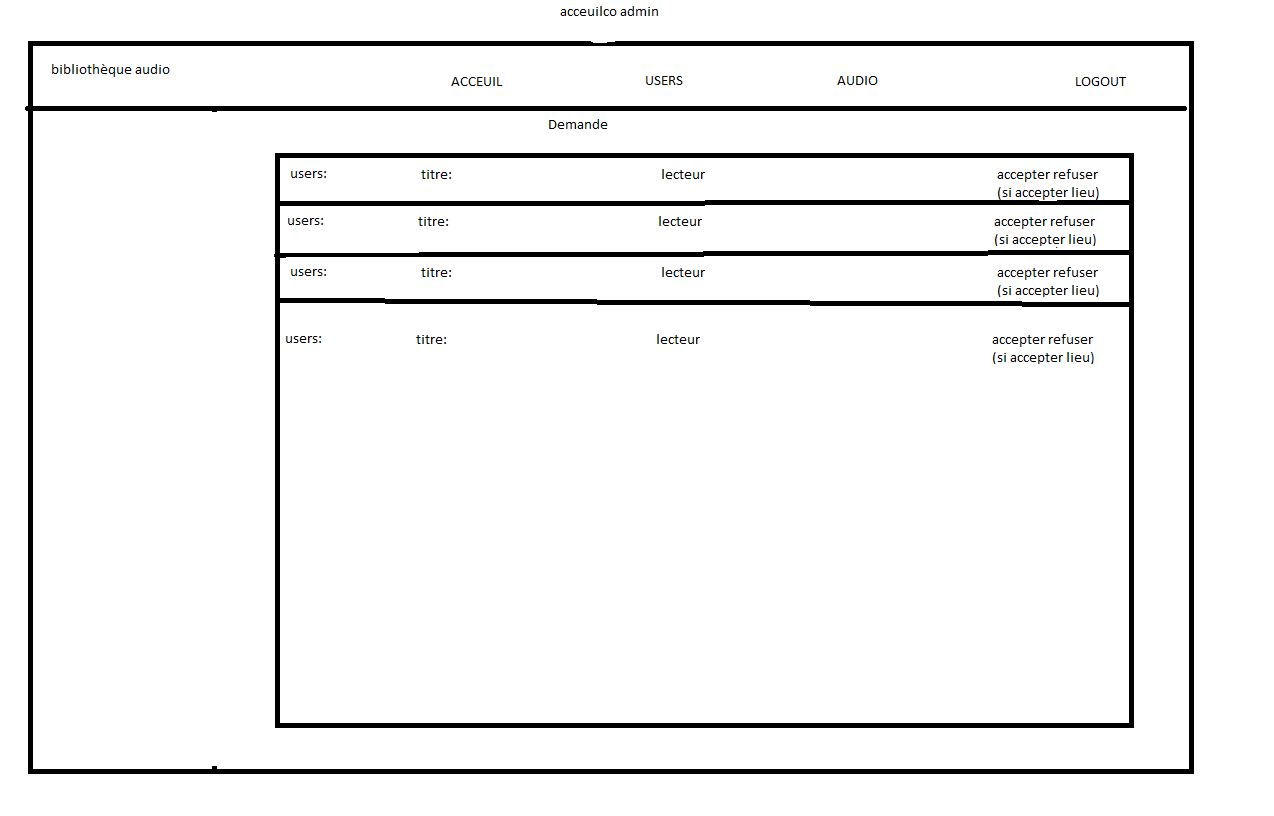 acceuilco admin
bibliothèque audio
ACCEUIL
USERS
AUDIO
LOGOUT
Demande
users:
titre:
lecteur
accepter refuser
(si accepter lieu)
users:
titre:
lecteur
accepter refuser
(si accepter lieu)
users:
titre:
lecteur
accepter refuser
(si accepter lieu)
users:
titre:
lecteur
accepter refuser
(si accepter lieu)